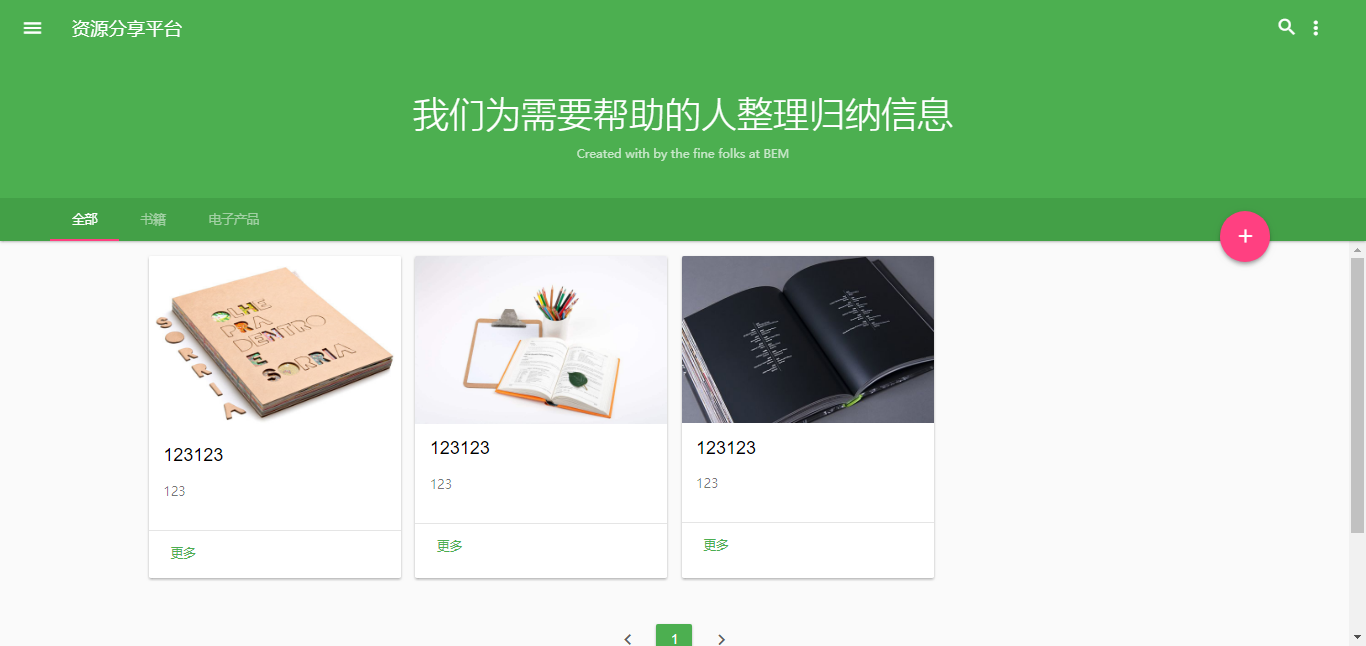 资源分享平台
我们为需要帮助的人整理归纳信息
Created with by the fine folks at BEM
全部 书籍 电子产品
+
OLHE
PRA
DENTRO
E
SORRIA
SORRIA
123123
123
更多
123123
123
更多
123123
123
更多
1